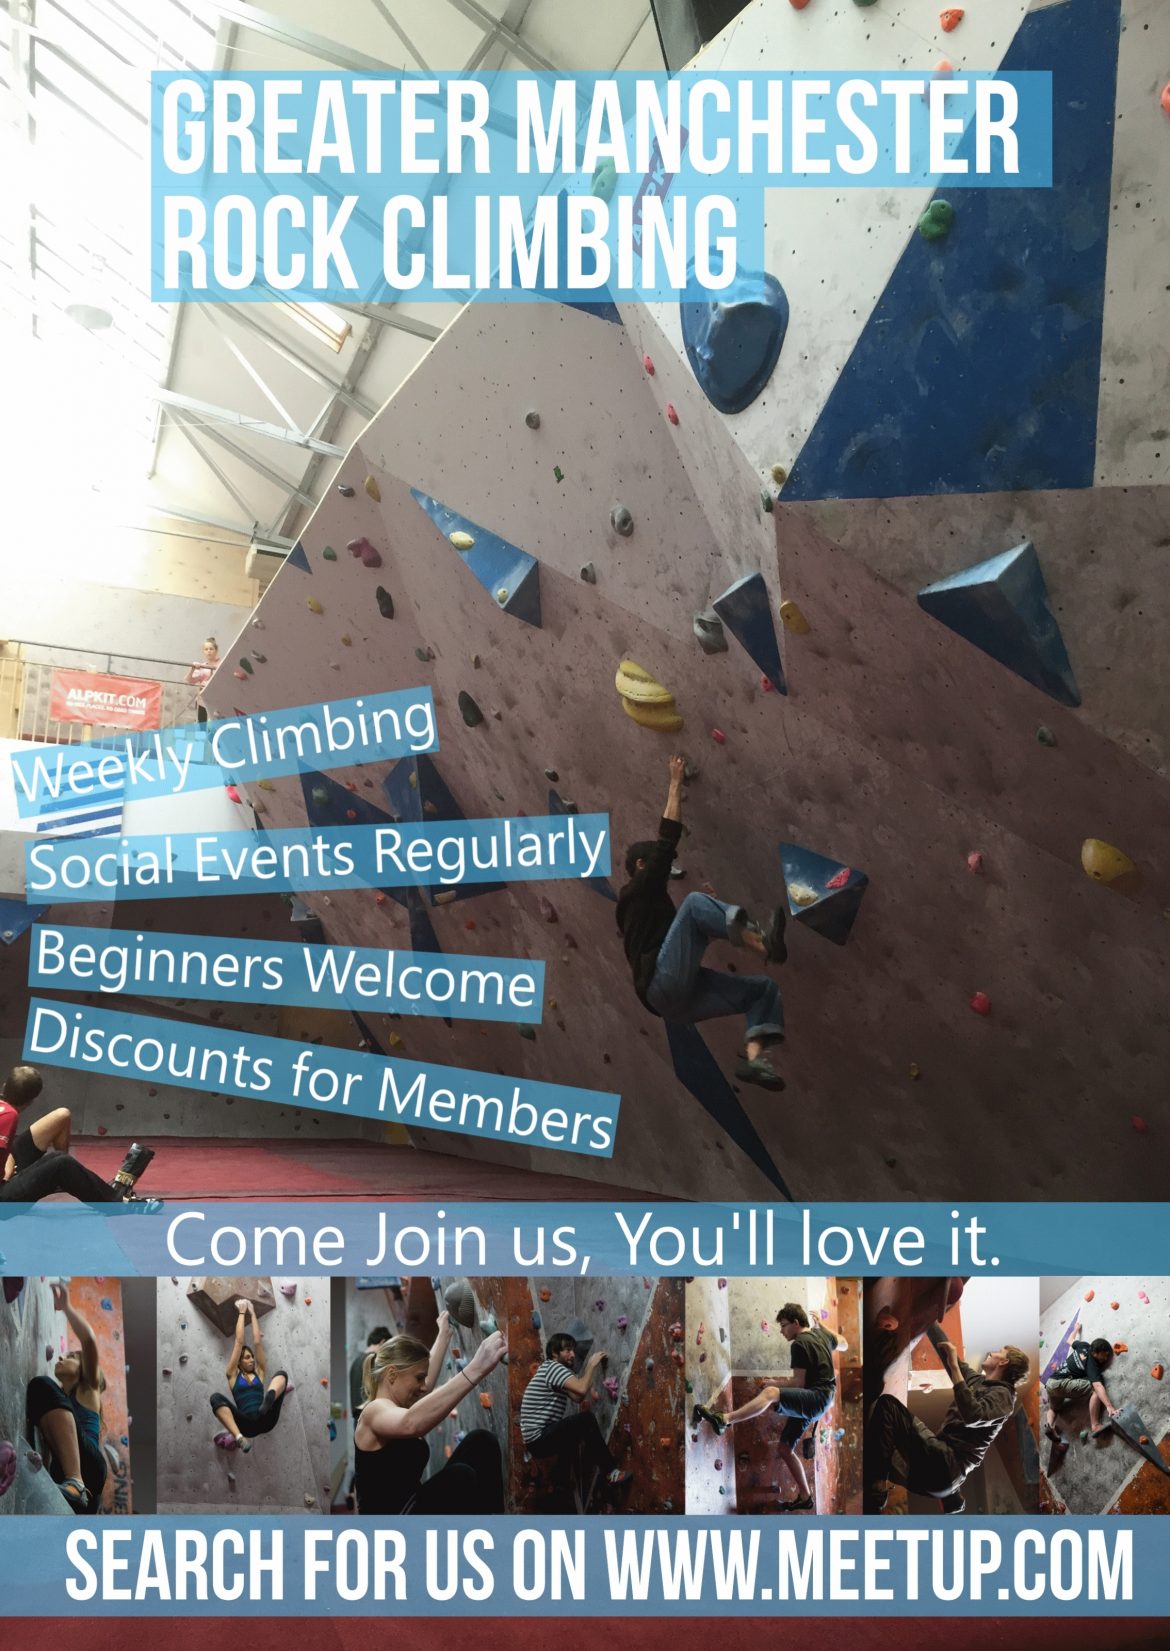 GREATER MANCHESTER
ROCK CLIMBING
ALPKIT
ALPKIT.COM
Weekly Climbing
Social Events Regularly
Beginners Welcome
Discounts for Members
Come Join us, You'll love it.
SEARCH FOR US ON WWW.MEETUP.COM